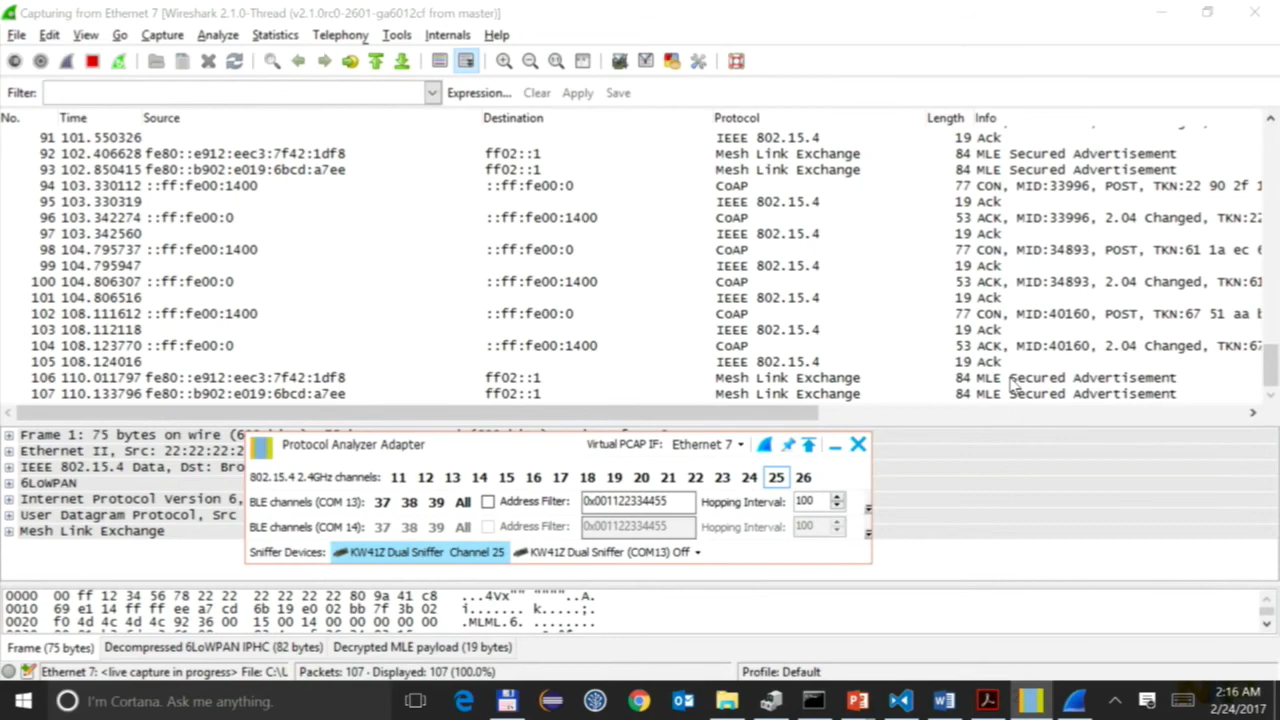 Capturing from Ethernet 7 [Wireshark 2.1.0-Thread (v2.1.0rc0-2601-ga6012cf from master)]
File Edit View Go Capture Analyze Statistics Telephony Tools Internals Help
Filter: Expression... Clear Apply Save
No. Time Source Destination Protocol Length Info
91 101.550326 IEEE 802.15.4 19 Ack
92 102.406628 fe80::e912:eec3:7f42:1df8 ff02::1 Mesh Link Exchange 84 MLE Secured Advertisement
93 102.850415 fe80::b902:e019:6bcd:a7ee ff02::1 Mesh Link Exchange 84 MLE Secured Advertisement
94 103.330112 ::ff:fe00:1400 ::ff:fe00:0 CoAP 77 CON, MID:33996, POST, TKN:22 90 2f 1
95 103.330319 IEEE 802.15.4 19 Ack
96 103.342274 ::ff:fe00:0 ::ff:fe00:1400 CoAP 53 ACK, MID:33996, 2.04 Changed, TKN:22
97 103.342560 IEEE 802.15.4 19 Ack
98 104.795737 ::ff:fe00:1400 ::ff:fe00:0 CoAP 77 CON, MID:34893, POST, TKN:61 1a ec 6
99 104.795947 IEEE 802.15.4 19 Ack
100 104.806307 ::ff:fe00:0 ::ff:fe00:1400 CoAP 53 ACK, MID:34893, 2.04 Changed, TKN:61
101 104.806516 IEEE 802.15.4 19 Ack
102 108.111612 ::ff:fe00:1400 ::ff:fe00:0 CoAP 77 CON, MID:40160, POST, TKN:67 51 aa b
103 108.112118 IEEE 802.15.4 19 Ack
104 108.123770 ::ff:fe00:0 ::ff:fe00:1400 CoAP 53 ACK, MID:40160, 2.04 Changed, TKN:67
105 108.124016 IEEE 802.15.4 19 Ack
106 110.011797 fe80::e912:eec3:7f42:1df8 ff02::1 Mesh Link Exchange 84 MLE Secured Advertisement
107 110.133796 fe80::b902:e019:6bcd:a7ee ff02::1 Mesh Link Exchange 84 MLE Secured Advertisement
Frame 1: 75 bytes on wire (6
Ethernet II, Src: 22:22:22:2
IEEE 802.15.4 Data, Dst: Bro
6LoWPAN
Internet Protocol Version 6,
User Datagram Protocol, Src
Mesh Link Exchange
Protocol Analyzer Adapter Virtual PCAP IF: Ethernet 7
802.15.4 2.4GHz channels: 11 12 13 14 15 16 17 18 19 20 21 22 23 24 25 26
BLE channels (COM 13): 37 38 39 All Address Filter: 0x001122334455 Hopping Interval: 100
BLE channels (COM 14): 37 38 39 All Address Filter: 0x001122334455 Hopping Interval: 100
Sniffer Devices: KW41Z Dual Sniffer Channel 25 KW41Z Dual Sniffer (COM13) Off
0000 00 ff 12 34 56 78 22 22 22 22 22 22 80 9a 41 c8 ...4Vx"" """"..A.
0010 69 e1 14 ff ff ee a7 cd 6b 19 e0 02 bb 7f 3b 02 i....... k.....;.
0020 f0 4d 4c 4d 4c 92 36 00 15 00 14 00 00 00 00 00 .MLML.6. ........
Frame (75 bytes) Decompressed 6LoWPAN IPHC (82 bytes) Decrypted MLE payload (19 bytes)
Ethernet 7: <live capture in progress> File: C:\U Packets: 107 · Displayed: 107 (100.0%) Profile: Default
I'm Cortana. Ask me anything.
2:16 AM
2/24/2017